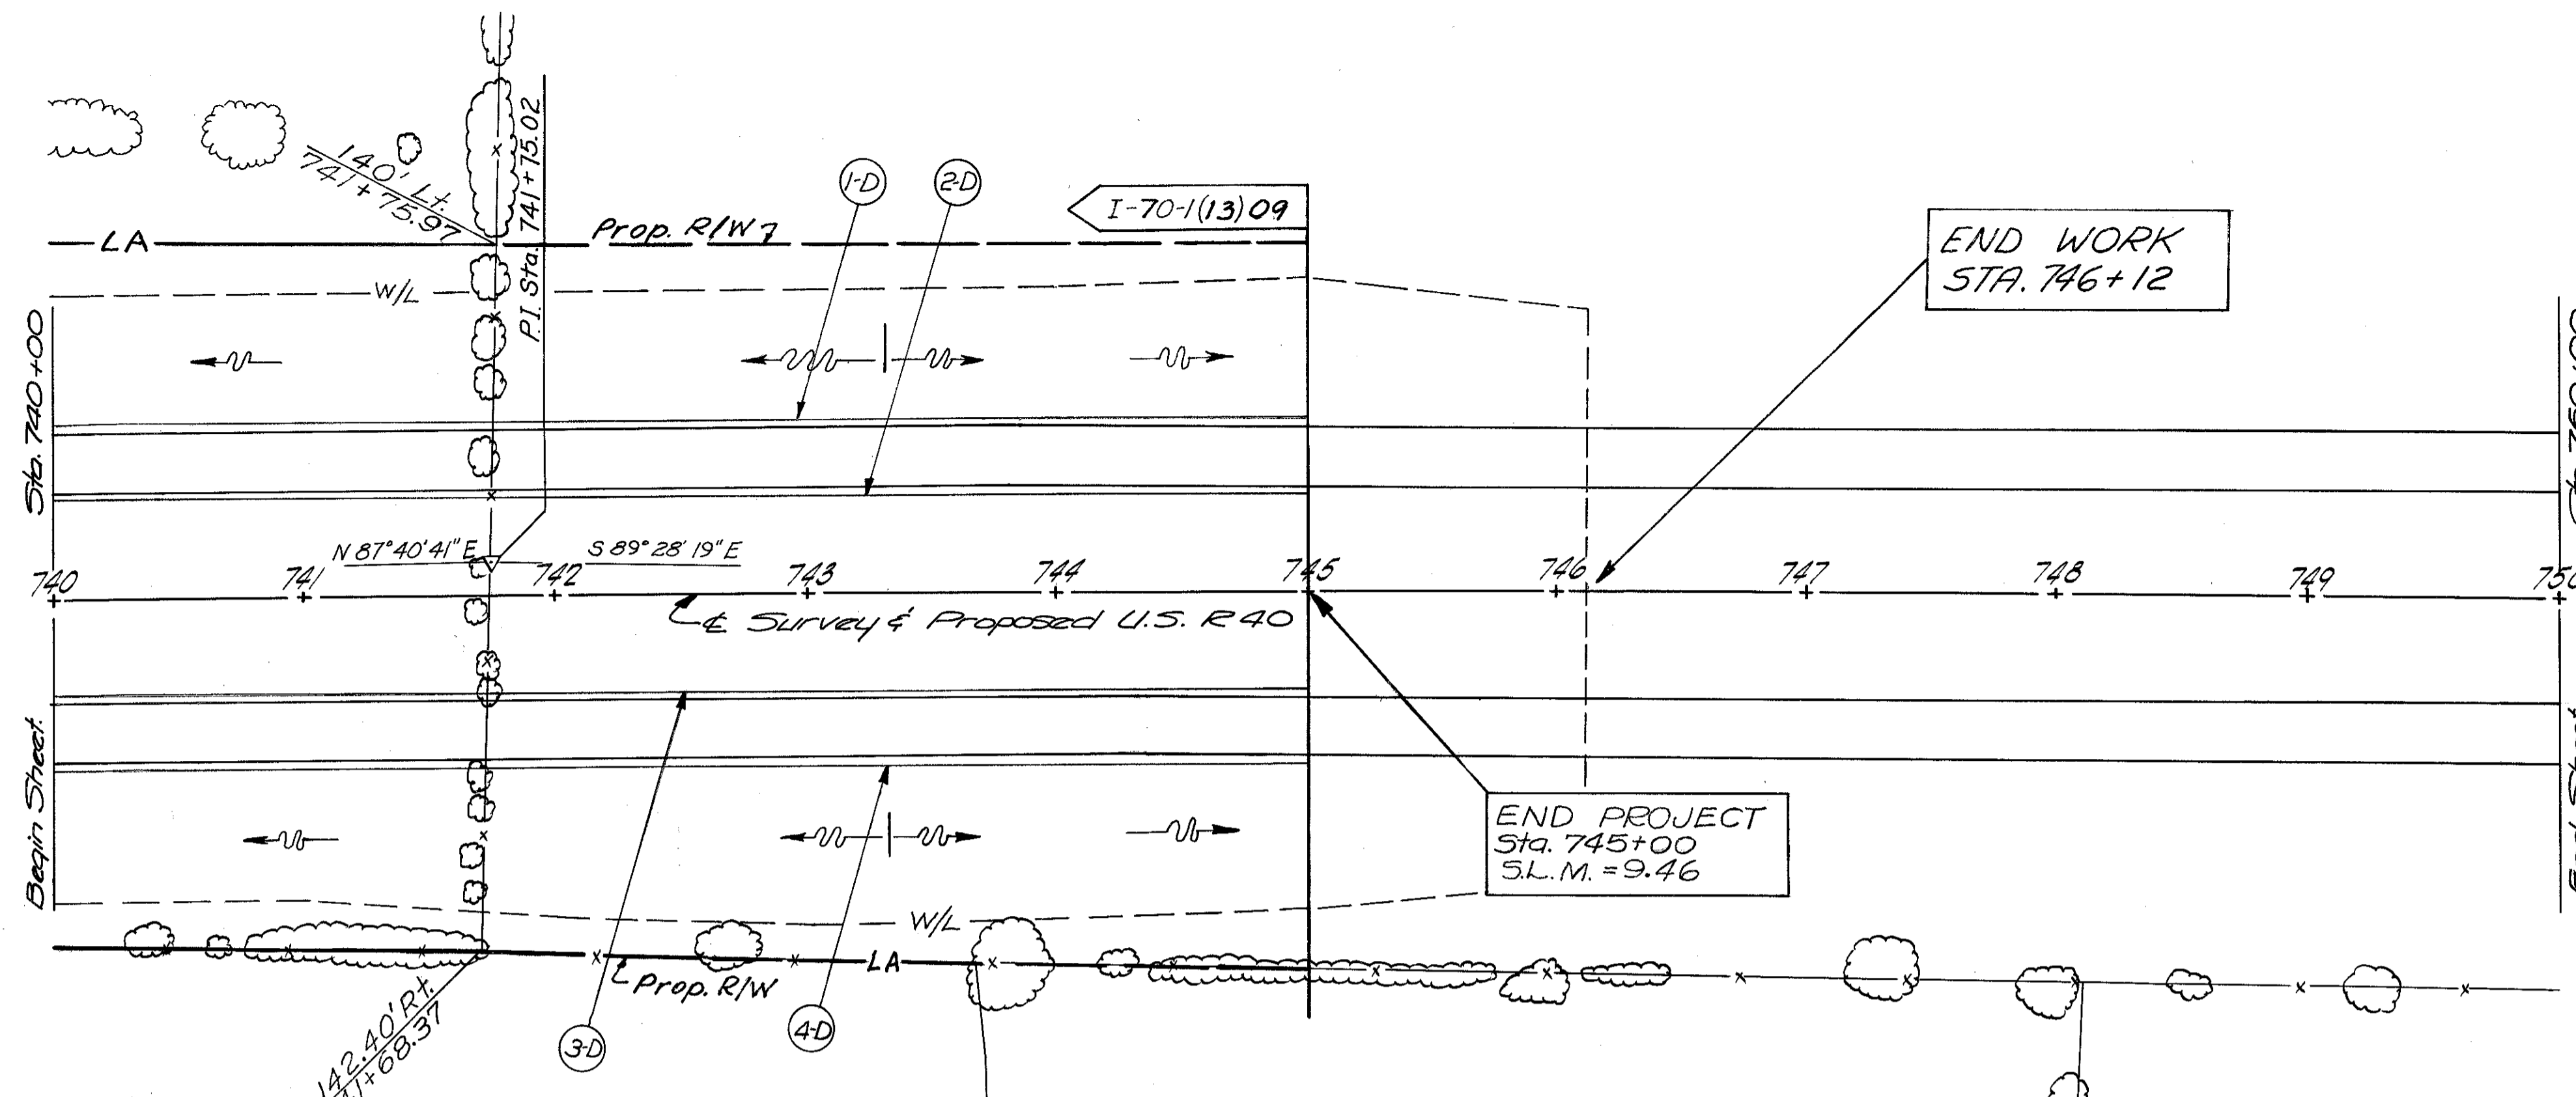 140' Lt.
741+75.97
P.I. Sta. 741+75.02
1-D
2-D
I-70-1(13)09
LA
Prop. R/W
END WORK
STA. 746+12
W/L
Sta. 740+00
N 87°40'41" E
S 89°28'19" E
740 741 742 743 744 745 746 747 748 749 750
℄ Survey & Proposed U.S. R 40
END PROJECT
Sta. 745+00
S.L.M. = 9.46
Begin Sheet
W/L
LA
Prop. R/W
142.40' Rt.
3-D
4-D